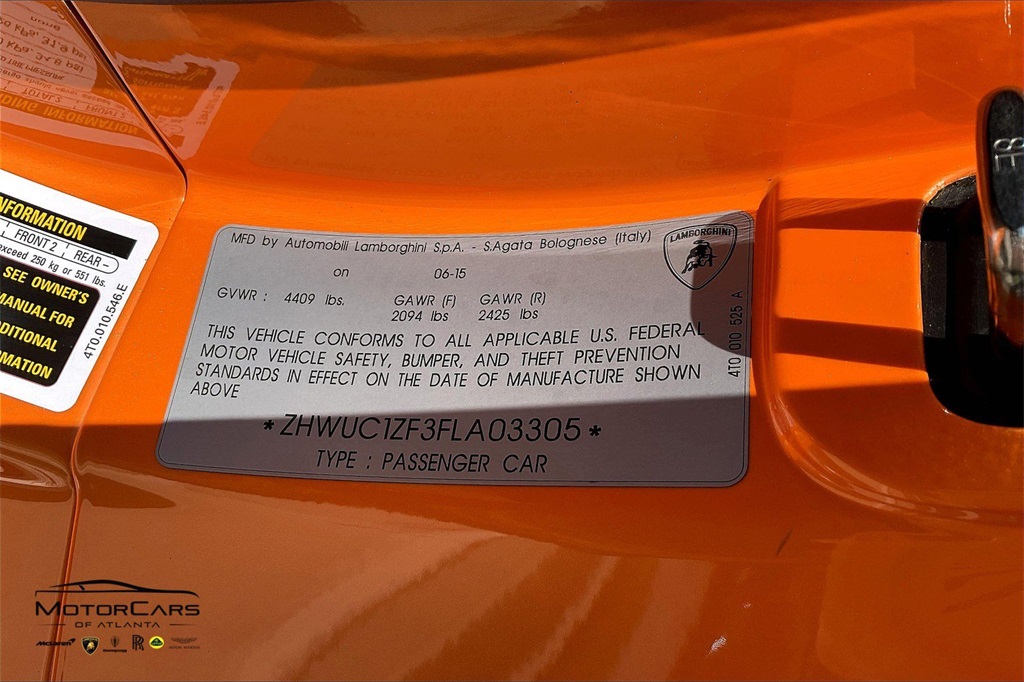 MFD by Automobili Lamborghini S.p.A. - S.Agata Bolognese (Italy)
on 06-15
GVWR : 4409 lbs. GAWR (F) GAWR (R)
2094 lbs 2425 lbs
THIS VEHICLE CONFORMS TO ALL APPLICABLE U.S. FEDERAL
MOTOR VEHICLE SAFETY, BUMPER, AND THEFT PREVENTION
STANDARDS IN EFFECT ON THE DATE OF MANUFACTURE SHOWN
ABOVE
*ZHWUC1ZF3FLA03305*
TYPE : PASSENGER CAR
LAMBORGHINI
4T0 010 525 A
INFORMATION
FRONT 2 REAR -
exceed 250 kg or 551 lbs.
SEE OWNER'S
MANUAL FOR
4T0.010.546.E
MOTORCARS
OF ATLANTA
McLaren